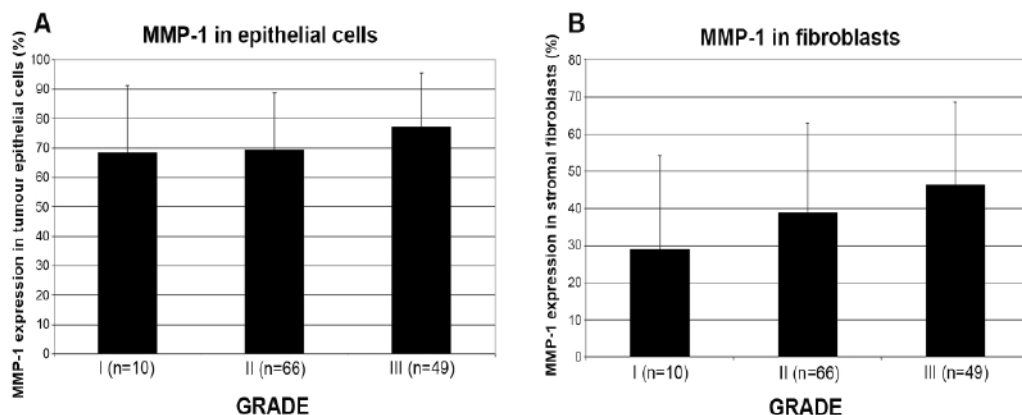 A
MMP-1 in epithelial cells
MMP-1 expression in tumour epithelial cells (%)
100
90
80
70
60
50
40
30
20
10
0
I (n=10)
II (n=66)
III (n=49)
GRADE
B
MMP-1 in fibroblasts
MMP-1 expression in stromal fibroblasts (%)
80
70
60
50
40
30
20
10
0
I (n=10)
II (n=66)
III (n=49)
GRADE